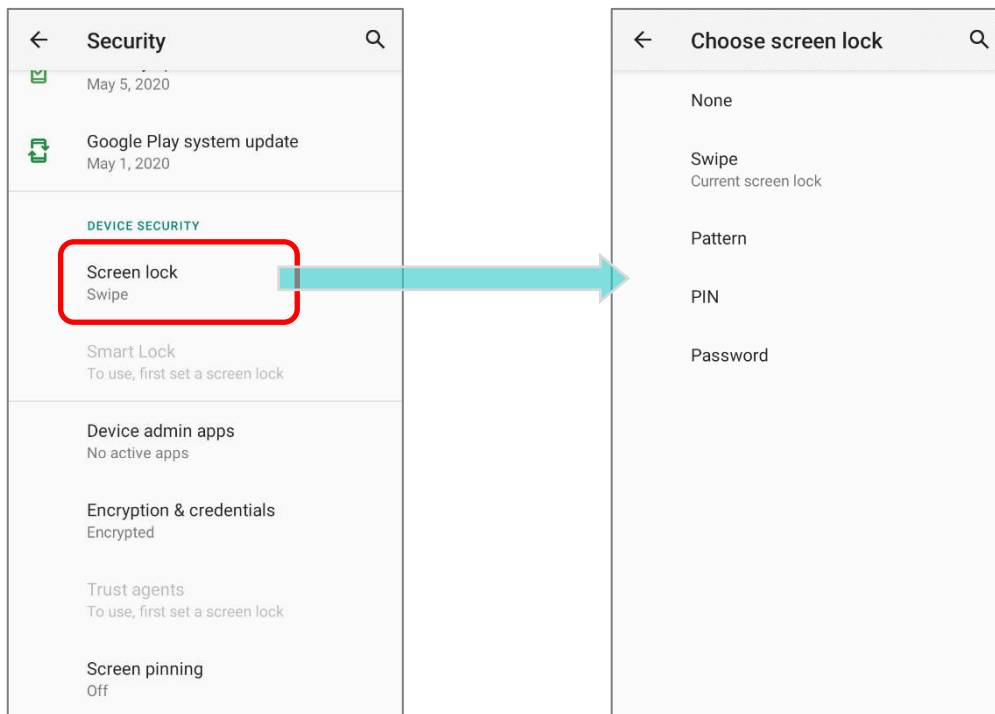 Security
May 5, 2020
Google Play system update
May 1, 2020
DEVICE SECURITY
Screen lock
Swipe
Smart Lock
To use, first set a screen lock
Device admin apps
No active apps
Encryption & credentials
Encrypted
Trust agents
To use, first set a screen lock
Screen pinning
Off
Choose screen lock
None
Swipe
Current screen lock
Pattern
PIN
Password